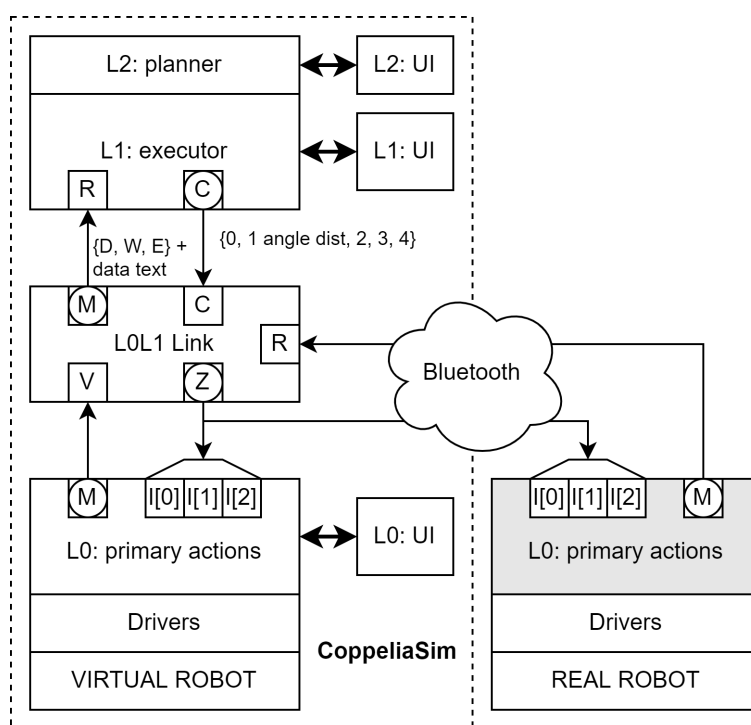 L2: planner
L2: UI
L1: executor
L1: UI
R
C
{D, W, E} +
data text
{0, 1 angle dist, 2, 3, 4}
M
C
L0L1 Link
R
Bluetooth
V
Z
M
I[0] I[1] I[2]
L0: primary actions
L0: UI
I[0] I[1] I[2]
M
L0: primary actions
Drivers
Drivers
CoppeliaSim
VIRTUAL ROBOT
REAL ROBOT